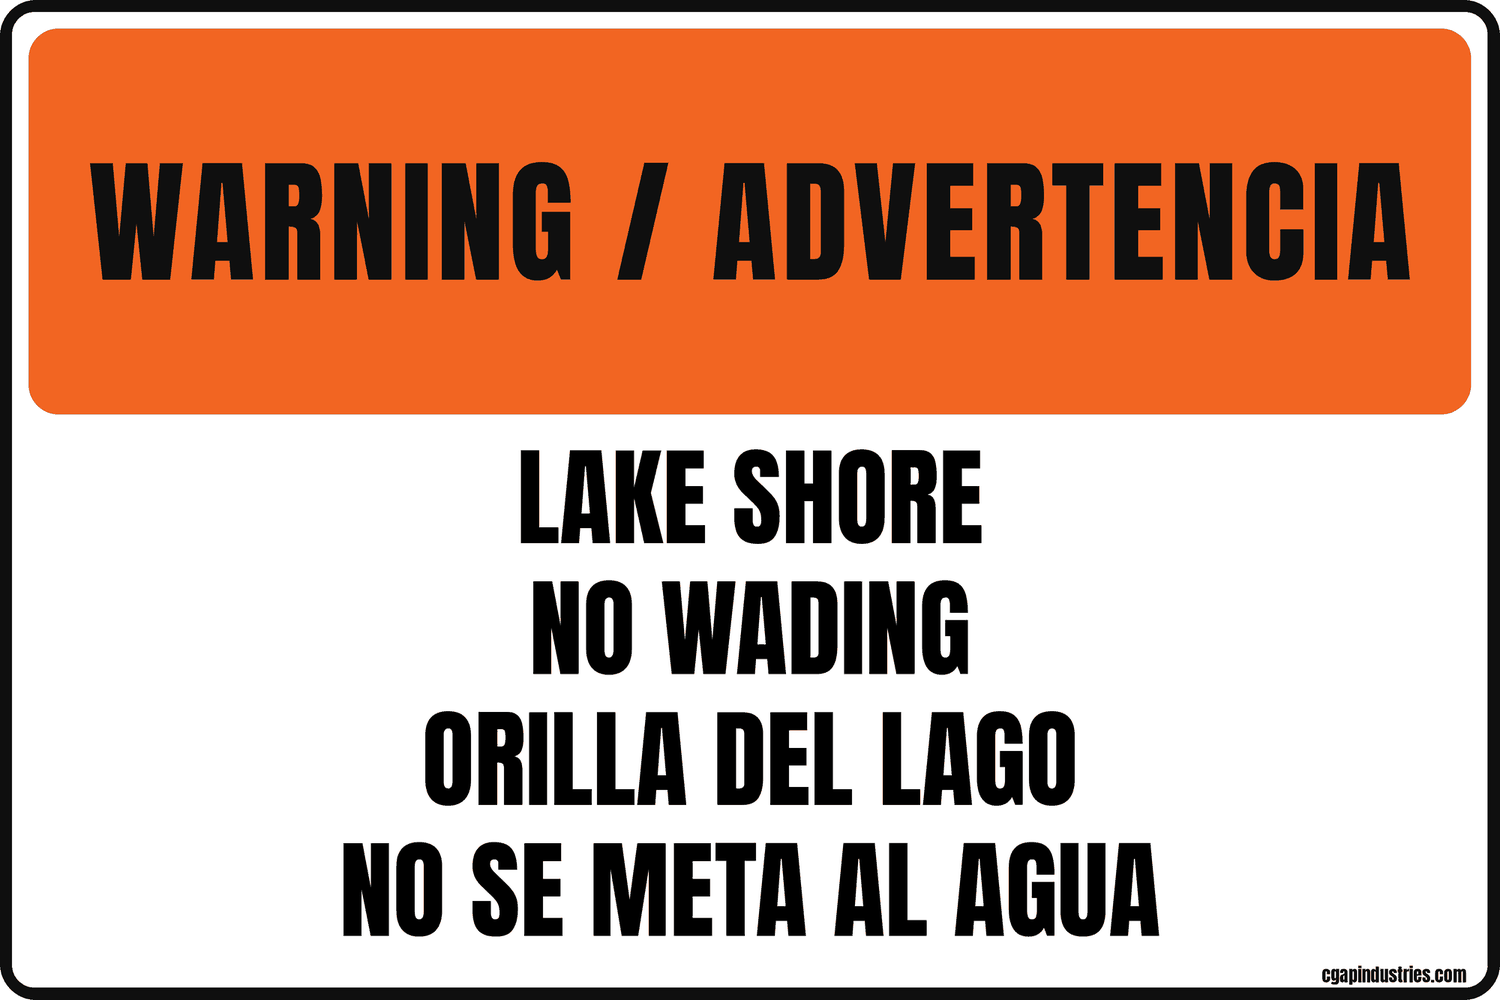 WARNING / ADVERTENCIA
LAKE SHORE
NO WADING
ORILLA DEL LAGO
NO SE META AL AGUA
cgapindustries.com